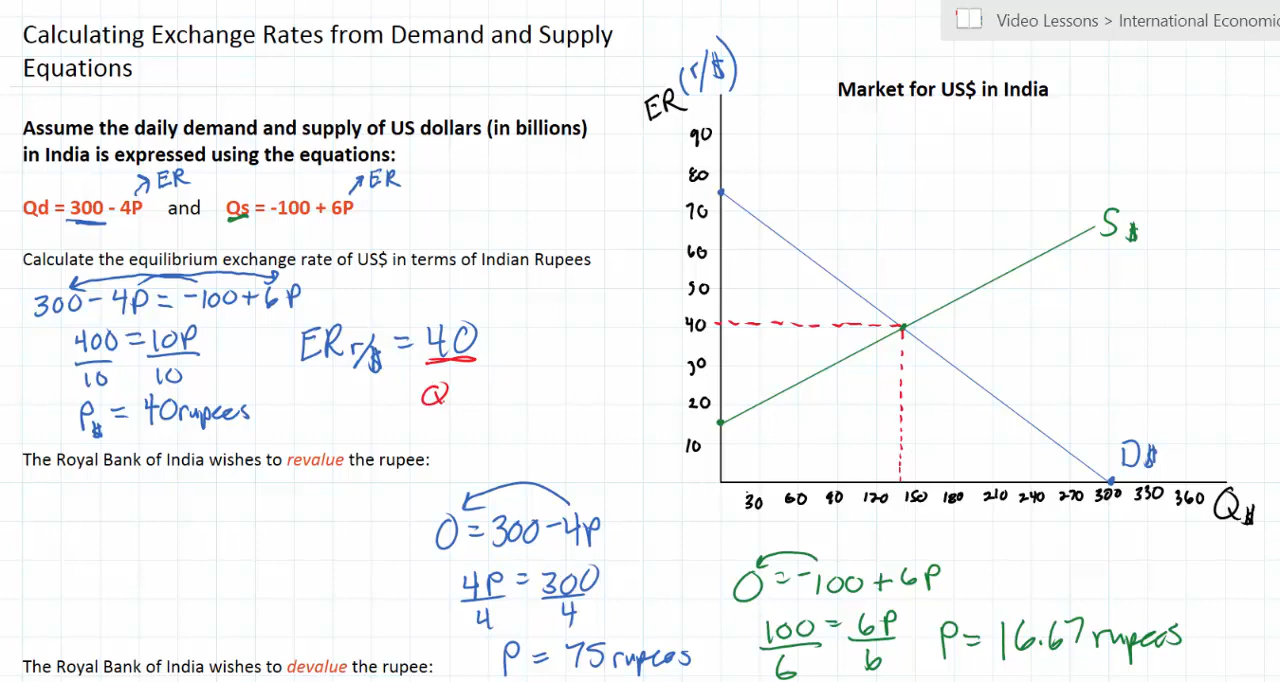 Video Lessons > International Economic
Calculating Exchange Rates from Demand and Supply
Equations
Assume the daily demand and supply of US dollars (in billions)
in India is expressed using the equations:
ER ER
Qd = 300 - 4P and Qs = -100 + 6P
Calculate the equilibrium exchange rate of US$ in terms of Indian Rupees
300 - 4P = -100 + 6P
400 = 10P
10 10
P$ = 40 rupees
ER r/$ = 40
Q
The Royal Bank of India wishes to revalue the rupee:
0 = 300 - 4P
4P = 300
4 4
P = 75 rupees
The Royal Bank of India wishes to devalue the rupee:
Market for US$ in India
ER (r/$)
90
80
70
60
50
40
30
20
10
S$
D$
30 60 90 120 150 180 210 240 270 300 330 360 Q$
0 = -100 + 6P
100 = 6P
6 6
P = 16.67 rupees